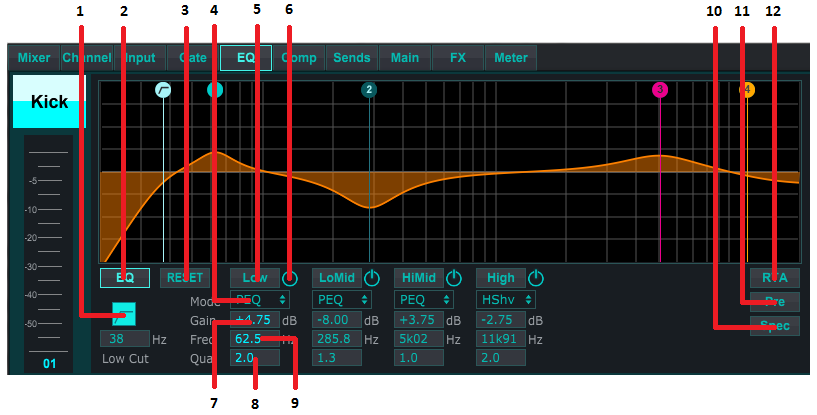 1 2 3 4 5 6 10 11 12
Mixer Channel Input Gate EQ Comp Sends Main FX Meter
Kick
2 3 4
-5
-10
-20
-30
-40
-50
01
EQ RESET Low LoMid HiMid High RTA
Mode PEQ PEQ PEQ HShv Pre
Gain +4.75 dB -8.00 dB +3.75 dB -2.75 dB Spec
38 Hz Freq 62.5 Hz 285.8 Hz 5k02 Hz 11k91 Hz
Low Cut Qual 2.0 1.3 1.0 2.0
7 8 9